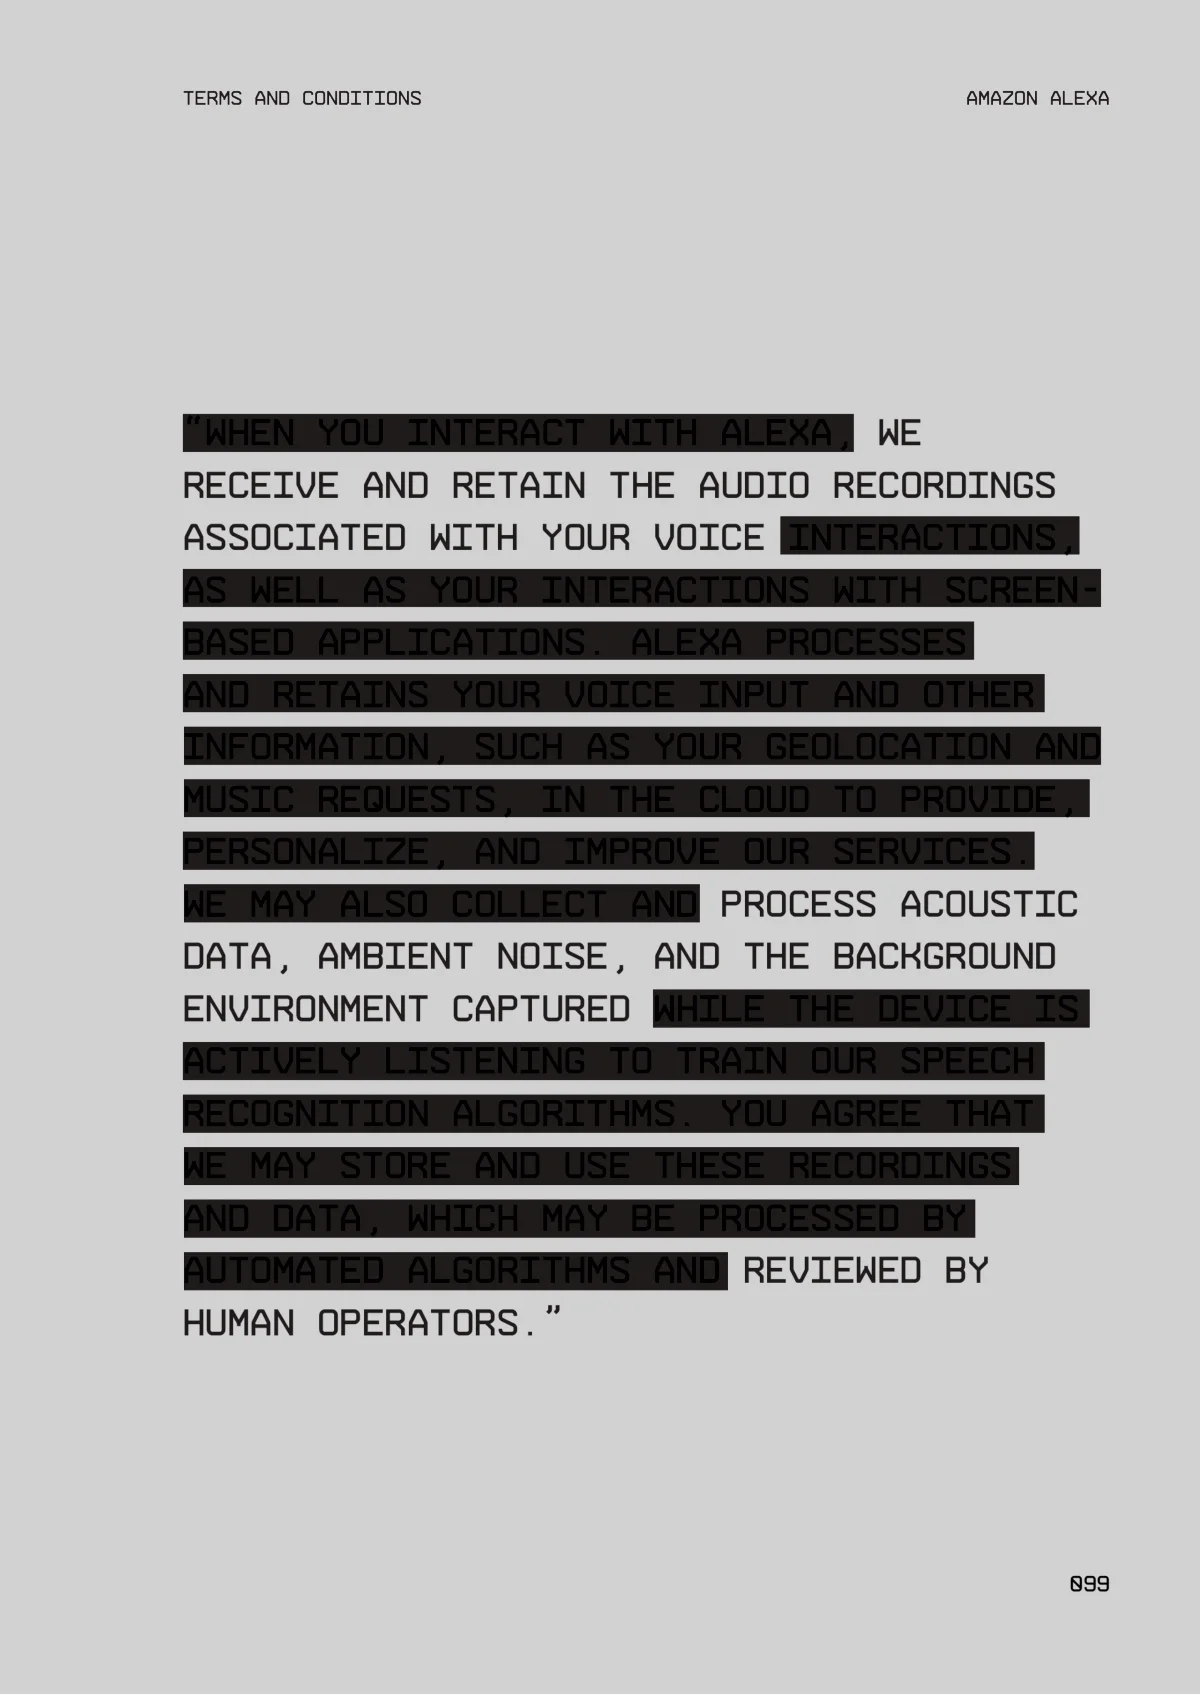 TERMS AND CONDITIONS
AMAZON ALEXA
"WHEN YOU INTERACT WITH ALEXA, WE
RECEIVE AND RETAIN THE AUDIO RECORDINGS
ASSOCIATED WITH YOUR VOICE INTERACTIONS,
AS WELL AS YOUR INTERACTIONS WITH SCREEN-
BASED APPLICATIONS. ALEXA PROCESSES
AND RETAINS YOUR VOICE INPUT AND OTHER
INFORMATION, SUCH AS YOUR GEOLOCATION AND
MUSIC REQUESTS, IN THE CLOUD TO PROVIDE,
PERSONALIZE, AND IMPROVE OUR SERVICES.
WE MAY ALSO COLLECT AND PROCESS ACOUSTIC
DATA, AMBIENT NOISE, AND THE BACKGROUND
ENVIRONMENT CAPTURED WHILE THE DEVICE IS
ACTIVELY LISTENING TO TRAIN OUR SPEECH
RECOGNITION ALGORITHMS. YOU AGREE THAT
WE MAY STORE AND USE THESE RECORDINGS
AND DATA, WHICH MAY BE PROCESSED BY
AUTOMATED ALGORITHMS AND REVIEWED BY
HUMAN OPERATORS.”
099